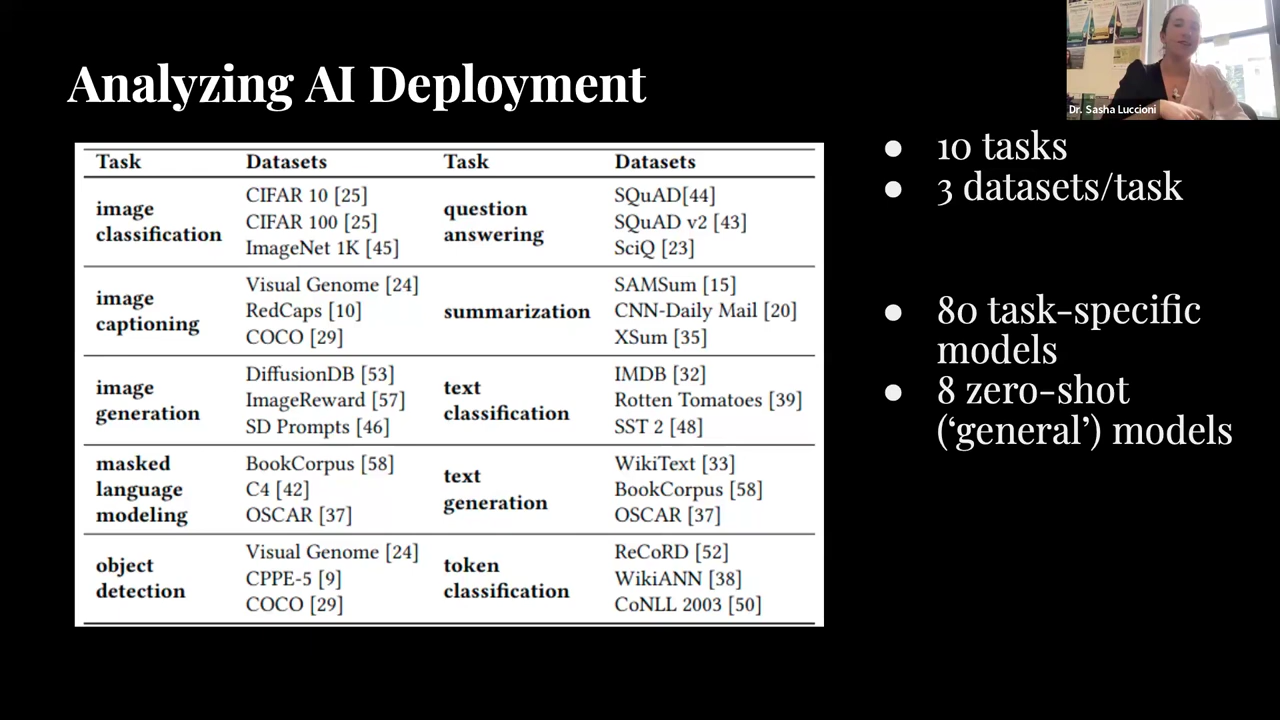 Analyzing AI Deployment
Dr. Sasha Luccioni
Task Datasets Task Datasets
image classification
CIFAR 10 [25]
CIFAR 100 [25]
ImageNet 1K [45]
question answering
SQuAD[44]
SQuAD v2 [43]
SciQ [23]
image captioning
Visual Genome [24]
RedCaps [10]
COCO [29]
summarization
SAMSum [15]
CNN-Daily Mail [20]
XSum [35]
image generation
DiffusionDB [53]
ImageReward [57]
SD Prompts [46]
text classification
IMDB [32]
Rotten Tomatoes [39]
SST 2 [48]
masked language modeling
BookCorpus [58]
C4 [42]
OSCAR [37]
text generation
WikiText [33]
BookCorpus [58]
OSCAR [37]
object detection
Visual Genome [24]
CPPE-5 [9]
COCO [29]
token classification
ReCoRD [52]
WikiANN [38]
CoNLL 2003 [50]
● 10 tasks
● 3 datasets/task
● 80 task-specific
models
● 8 zero-shot
(‘general’) models